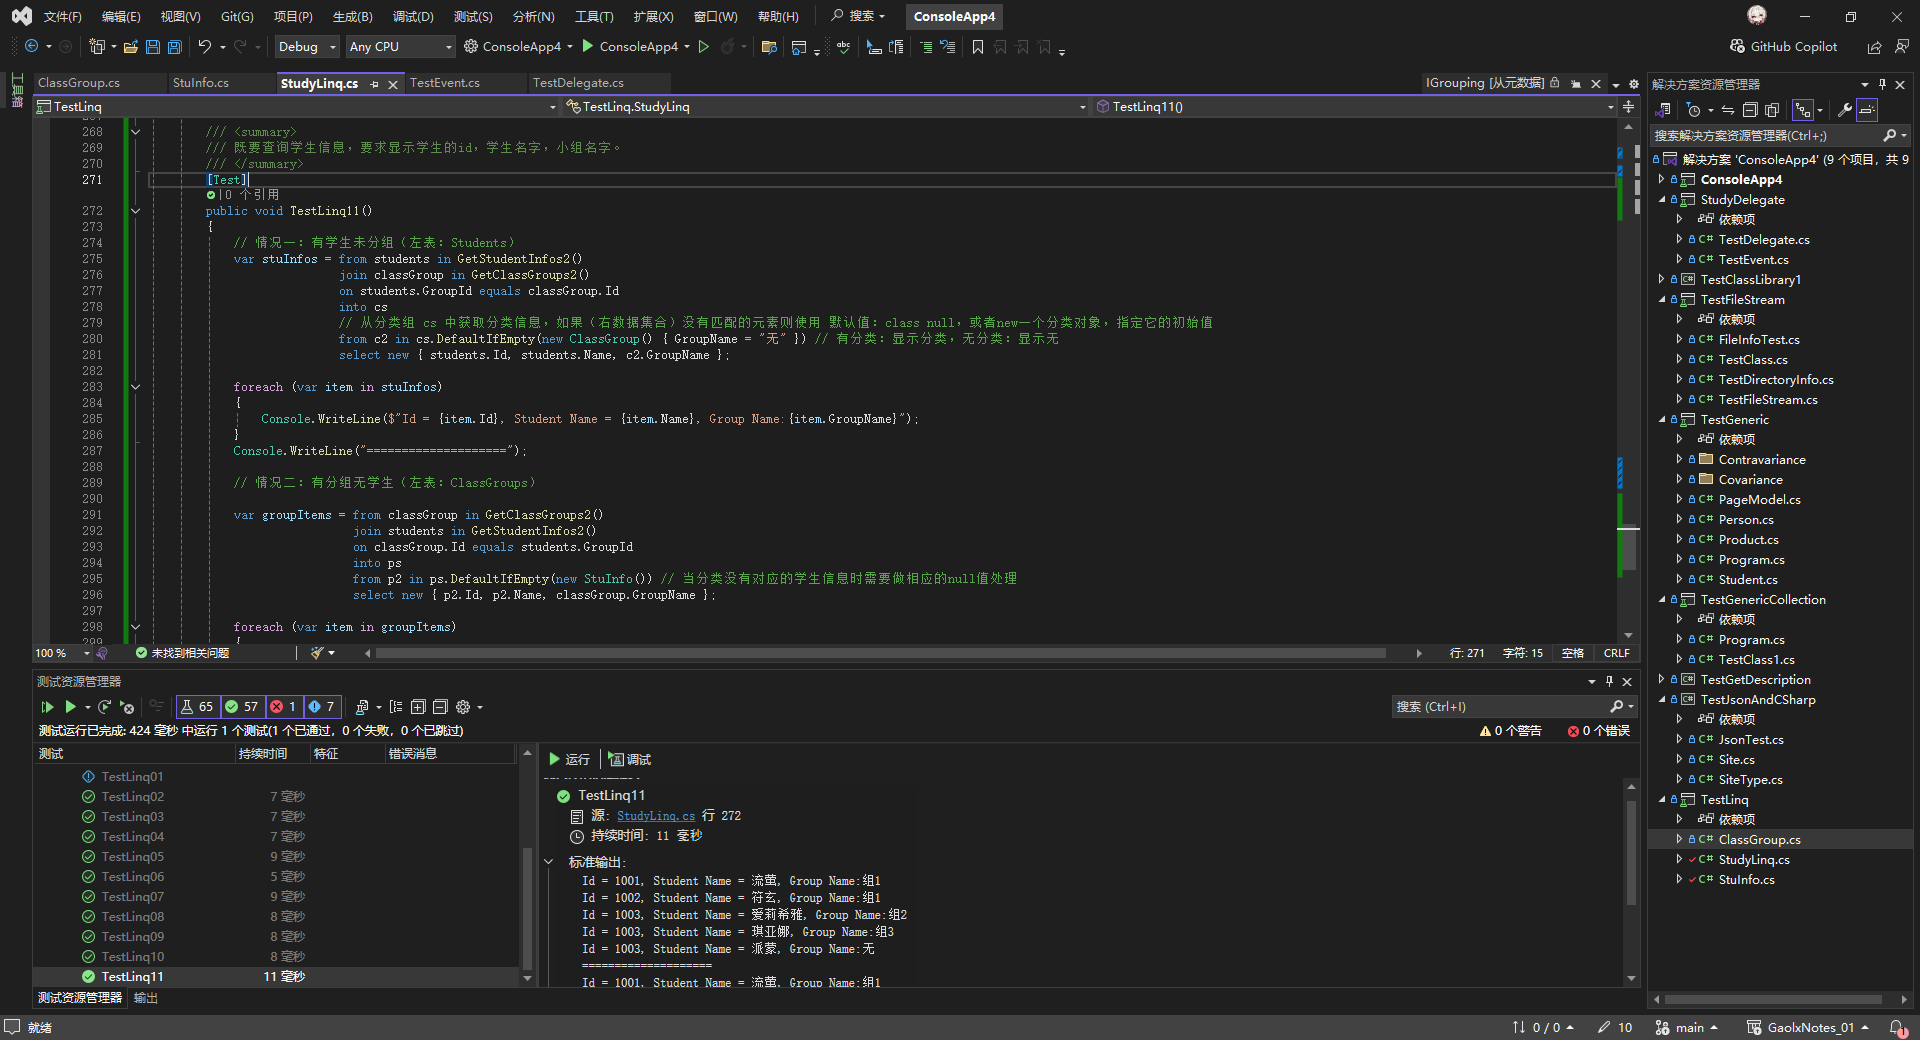 文件(F) 编辑(E) 视图(V) Git(G) 项目(P) 生成(B) 调试(D) 测试(S) 分析(N) 工具(T) 扩展(X) 窗口(W) 帮助(H) 搜索 ConsoleApp4
Debug Any CPU ConsoleApp4 ConsoleApp4 GitHub Copilot
工具箱
ClassGroup.cs StuInfo.cs StudyLinq.cs TestEvent.cs TestDelegate.cs IGrouping [从元数据]
TestLinq TestLinq.StudyLinq TestLinq11()
268 /// <summary>
269 /// 既要查询学生信息，要求显示学生的id，学生名字，小组名字。
270 /// </summary>
271 [Test]
0 个引用
272 public void TestLinq11()
273 {
274 // 情况一：有学生未分组（左表：Students）
275 var stuInfos = from students in GetStudentInfos2()
276 join classGroup in GetClassGroups2()
277 on students.GroupId equals classGroup.Id
278 into cs
279 // 从分类组 cs 中获取分类信息，如果（右数据集合）没有匹配的元素则使用 默认值：class null，或者new一个分类对象，指定它的初始值
280 from c2 in cs.DefaultIfEmpty(new ClassGroup() { GroupName = "无" }) // 有分类：显示分类，无分类：显示无
281 select new { students.Id, students.Name, c2.GroupName };
282
283 foreach (var item in stuInfos)
284 {
285 Console.WriteLine($"Id = {item.Id}, Student Name = {item.Name}, Group Name:{item.GroupName}");
286 }
287 Console.WriteLine("====================");
288
289 // 情况二：有分组无学生（左表：ClassGroups）
290
291 var groupItems = from classGroup in GetClassGroups2()
292 join students in GetStudentInfos2()
293 on classGroup.Id equals students.GroupId
294 into ps
295 from p2 in ps.DefaultIfEmpty(new StuInfo()) // 当分类没有对应的学生信息时需要做相应的null值处理
296 select new { p2.Id, p2.Name, classGroup.GroupName };
297
298 foreach (var item in groupItems)
299 {
100 % 未找到相关问题 行: 271 字符: 15 空格 CRLF
测试资源管理器
65 57 1 7 搜索 (Ctrl+I)
测试运行已完成: 424 毫秒 中运行 1 个测试(1 个已通过，0 个失败，0 个已跳过) 0 个警告 0 个错误
测试 持续时间 特征 错误消息
TestLinq01
TestLinq02 7 毫秒
TestLinq03 7 毫秒
TestLinq04 7 毫秒
TestLinq05 9 毫秒
TestLinq06 5 毫秒
TestLinq07 9 毫秒
TestLinq08 8 毫秒
TestLinq09 8 毫秒
TestLinq10 8 毫秒
TestLinq11 11 毫秒
运行 调试
TestLinq11
源: StudyLinq.cs 行 272
持续时间: 11 毫秒
标准输出:
Id = 1001, Student Name = 流萤, Group Name:组1
Id = 1002, Student Name = 符玄, Group Name:组1
Id = 1003, Student Name = 爱莉希雅, Group Name:组2
Id = 1003, Student Name = 琪亚娜, Group Name:组3
Id = 1003, Student Name = 派蒙, Group Name:无
====================
Id = 1001, Student Name = 流萤, Group Name:组1
测试资源管理器 输出
解决方案资源管理器
搜索解决方案资源管理器(Ctrl+;)
解决方案 'ConsoleApp4' (9 个项目，共 9
ConsoleApp4
StudyDelegate
依赖项
C# TestDelegate.cs
C# TestEvent.cs
TestClassLibrary1
TestFileStream
依赖项
C# FileInfoTest.cs
C# TestClass.cs
C# TestDirectoryInfo.cs
C# TestFileStream.cs
TestGeneric
依赖项
Contravariance
Covariance
C# PageModel.cs
C# Person.cs
C# Product.cs
C# Program.cs
C# Student.cs
TestGenericCollection
依赖项
C# Program.cs
C# TestClass1.cs
TestGetDescription
TestJsonAndCSharp
依赖项
C# JsonTest.cs
C# Site.cs
C# SiteType.cs
TestLinq
依赖项
C# ClassGroup.cs
C# StudyLinq.cs
C# StuInfo.cs
就绪 0 / 0 10 main GaolxNotes_01 1